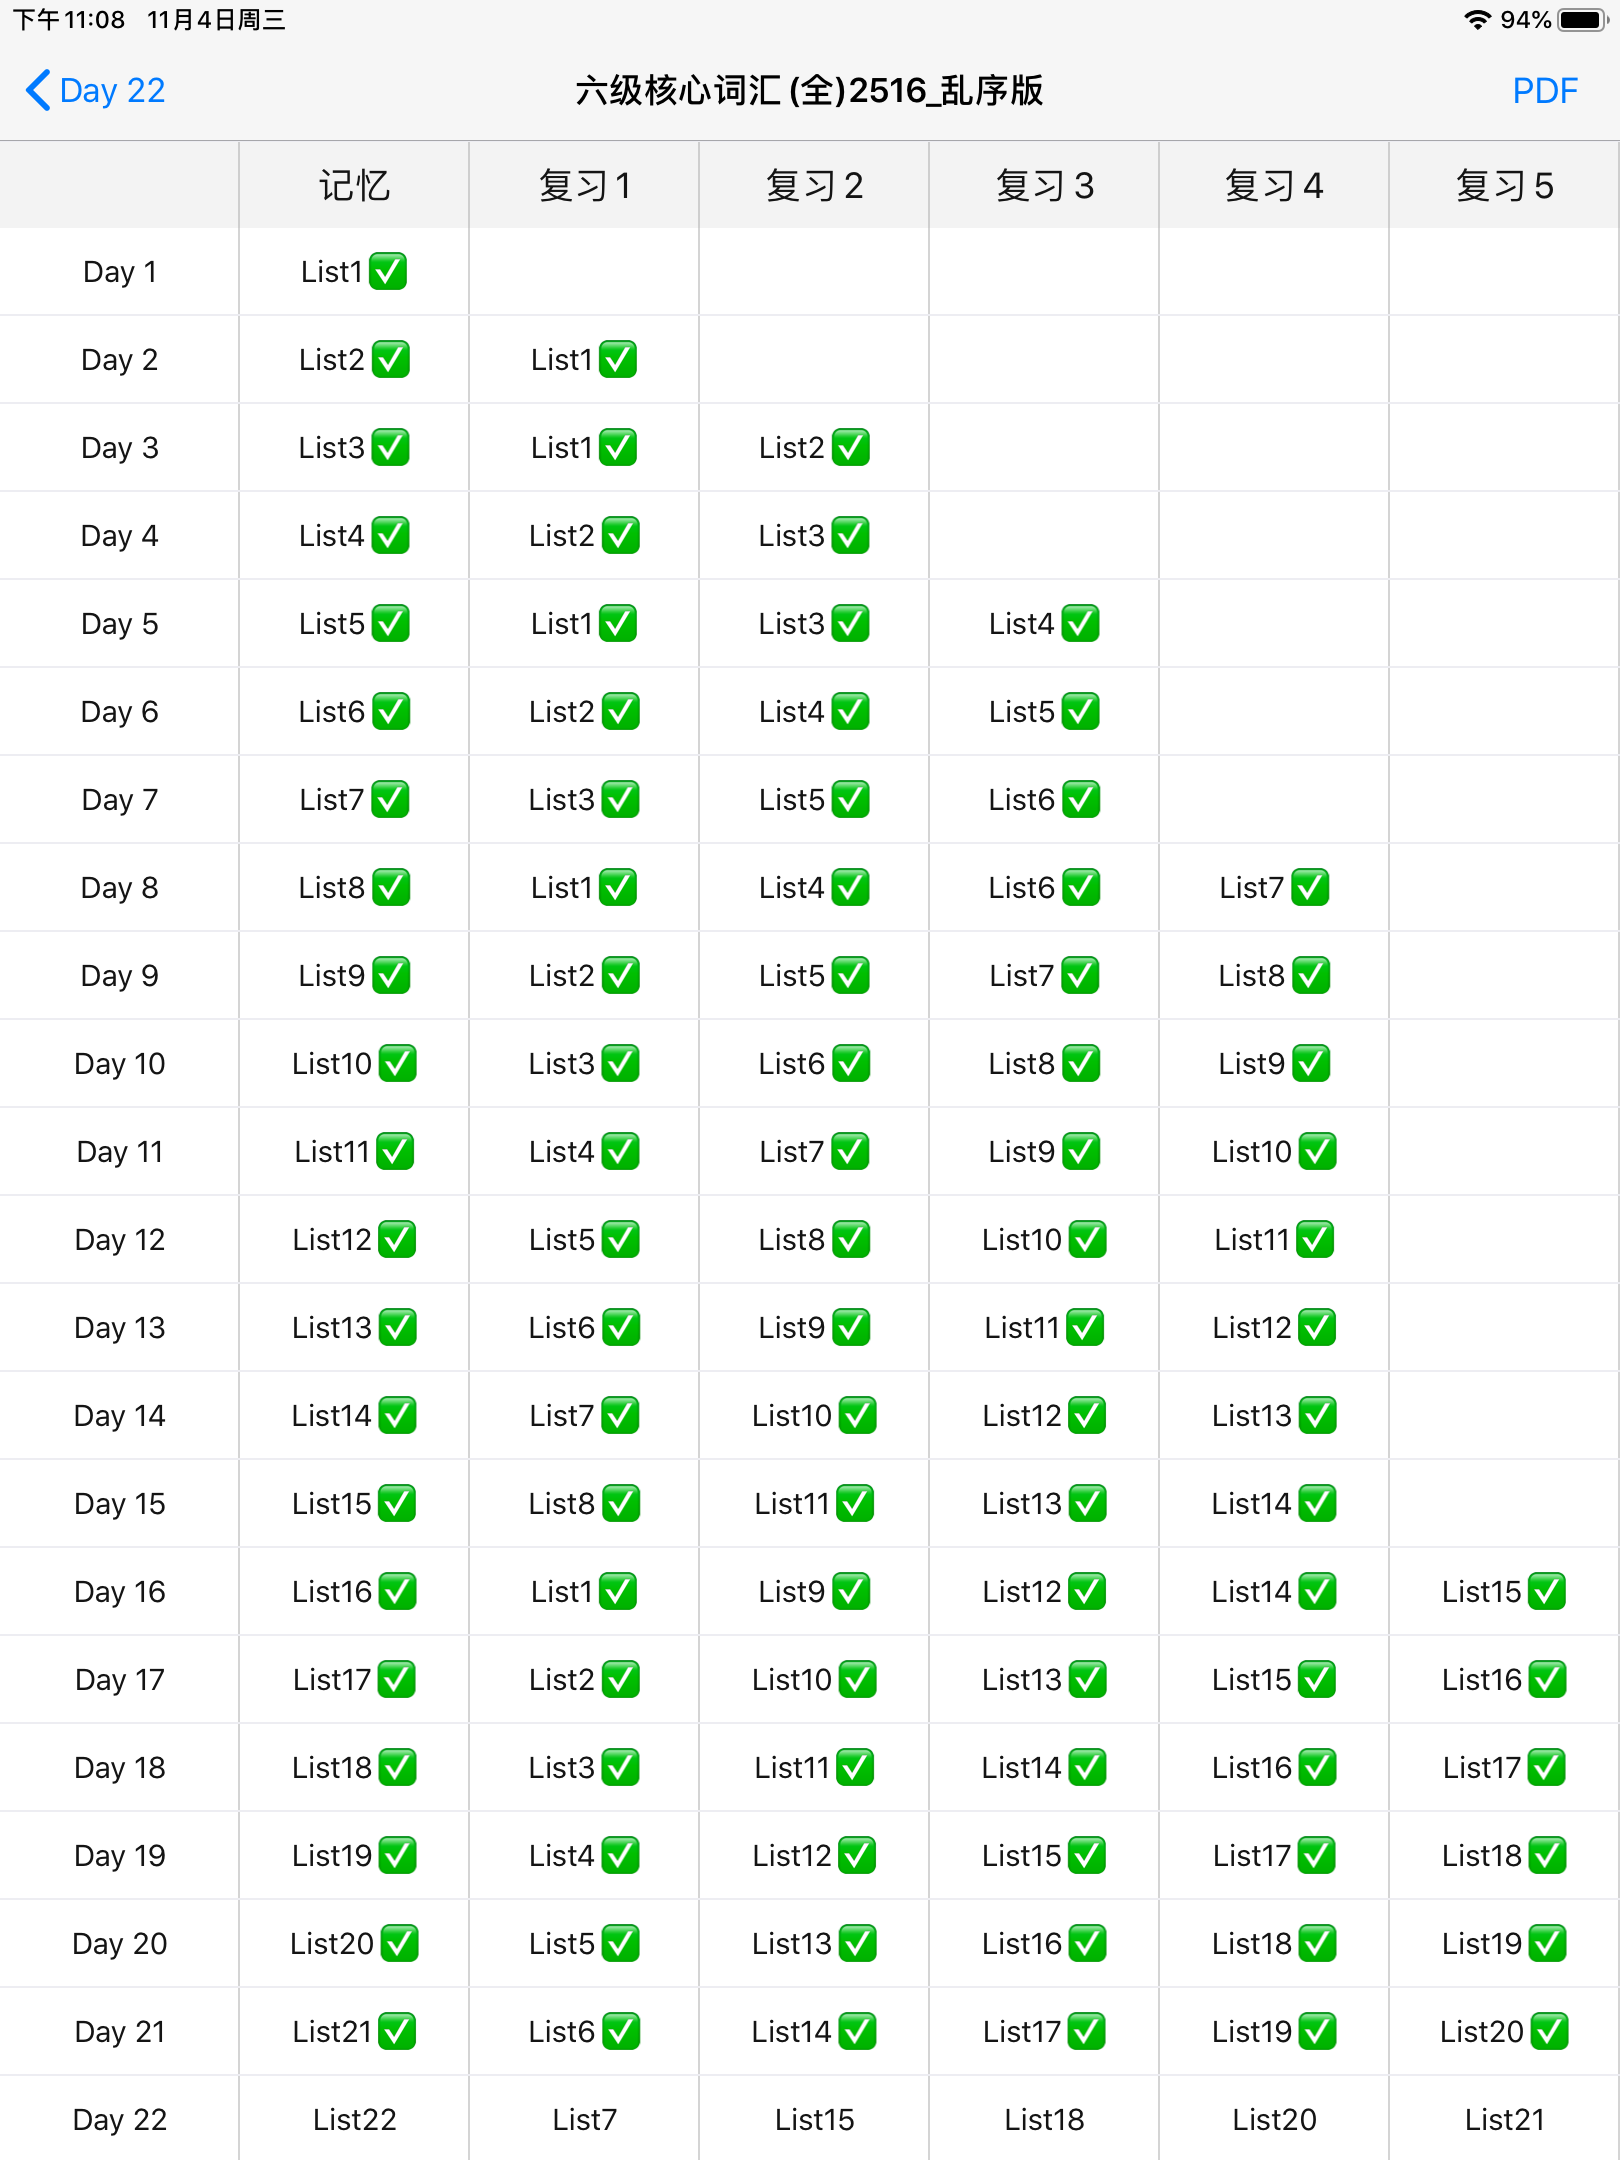 下午11:08 11月4日周三 94%
Day 22 六级核心词汇(全)2516_乱序版 PDF
记忆 复习1 复习2 复习3 复习4 复习5
Day 1 List1✅
Day 2 List2✅ List1✅
Day 3 List3✅ List1✅ List2✅
Day 4 List4✅ List2✅ List3✅
Day 5 List5✅ List1✅ List3✅ List4✅
Day 6 List6✅ List2✅ List4✅ List5✅
Day 7 List7✅ List3✅ List5✅ List6✅
Day 8 List8✅ List1✅ List4✅ List6✅ List7✅
Day 9 List9✅ List2✅ List5✅ List7✅ List8✅
Day 10 List10✅ List3✅ List6✅ List8✅ List9✅
Day 11 List11✅ List4✅ List7✅ List9✅ List10✅
Day 12 List12✅ List5✅ List8✅ List10✅ List11✅
Day 13 List13✅ List6✅ List9✅ List11✅ List12✅
Day 14 List14✅ List7✅ List10✅ List12✅ List13✅
Day 15 List15✅ List8✅ List11✅ List13✅ List14✅
Day 16 List16✅ List1✅ List9✅ List12✅ List14✅ List15✅
Day 17 List17✅ List2✅ List10✅ List13✅ List15✅ List16✅
Day 18 List18✅ List3✅ List11✅ List14✅ List16✅ List17✅
Day 19 List19✅ List4✅ List12✅ List15✅ List17✅ List18✅
Day 20 List20✅ List5✅ List13✅ List16✅ List18✅ List19✅
Day 21 List21✅ List6✅ List14✅ List17✅ List19✅ List20✅
Day 22 List22 List7 List15 List18 List20 List21